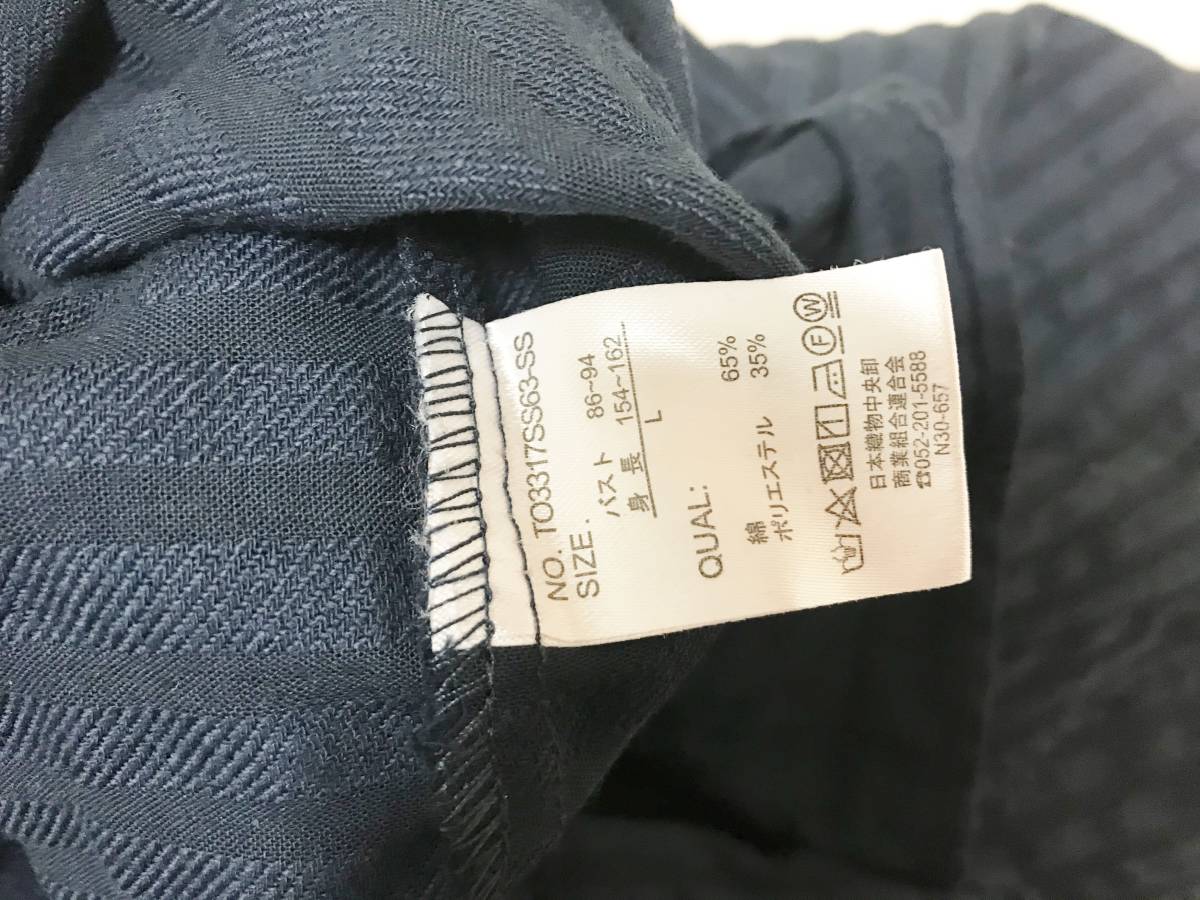 NO. TO3317SS63-SS
SIZE.
バスト 86~94
身長 154~162
L
QUAL:
綿 65%
ポリエステル 35%
F W
日本織物中央卸
商業組合連合会
☎052-201-5588
N30-657